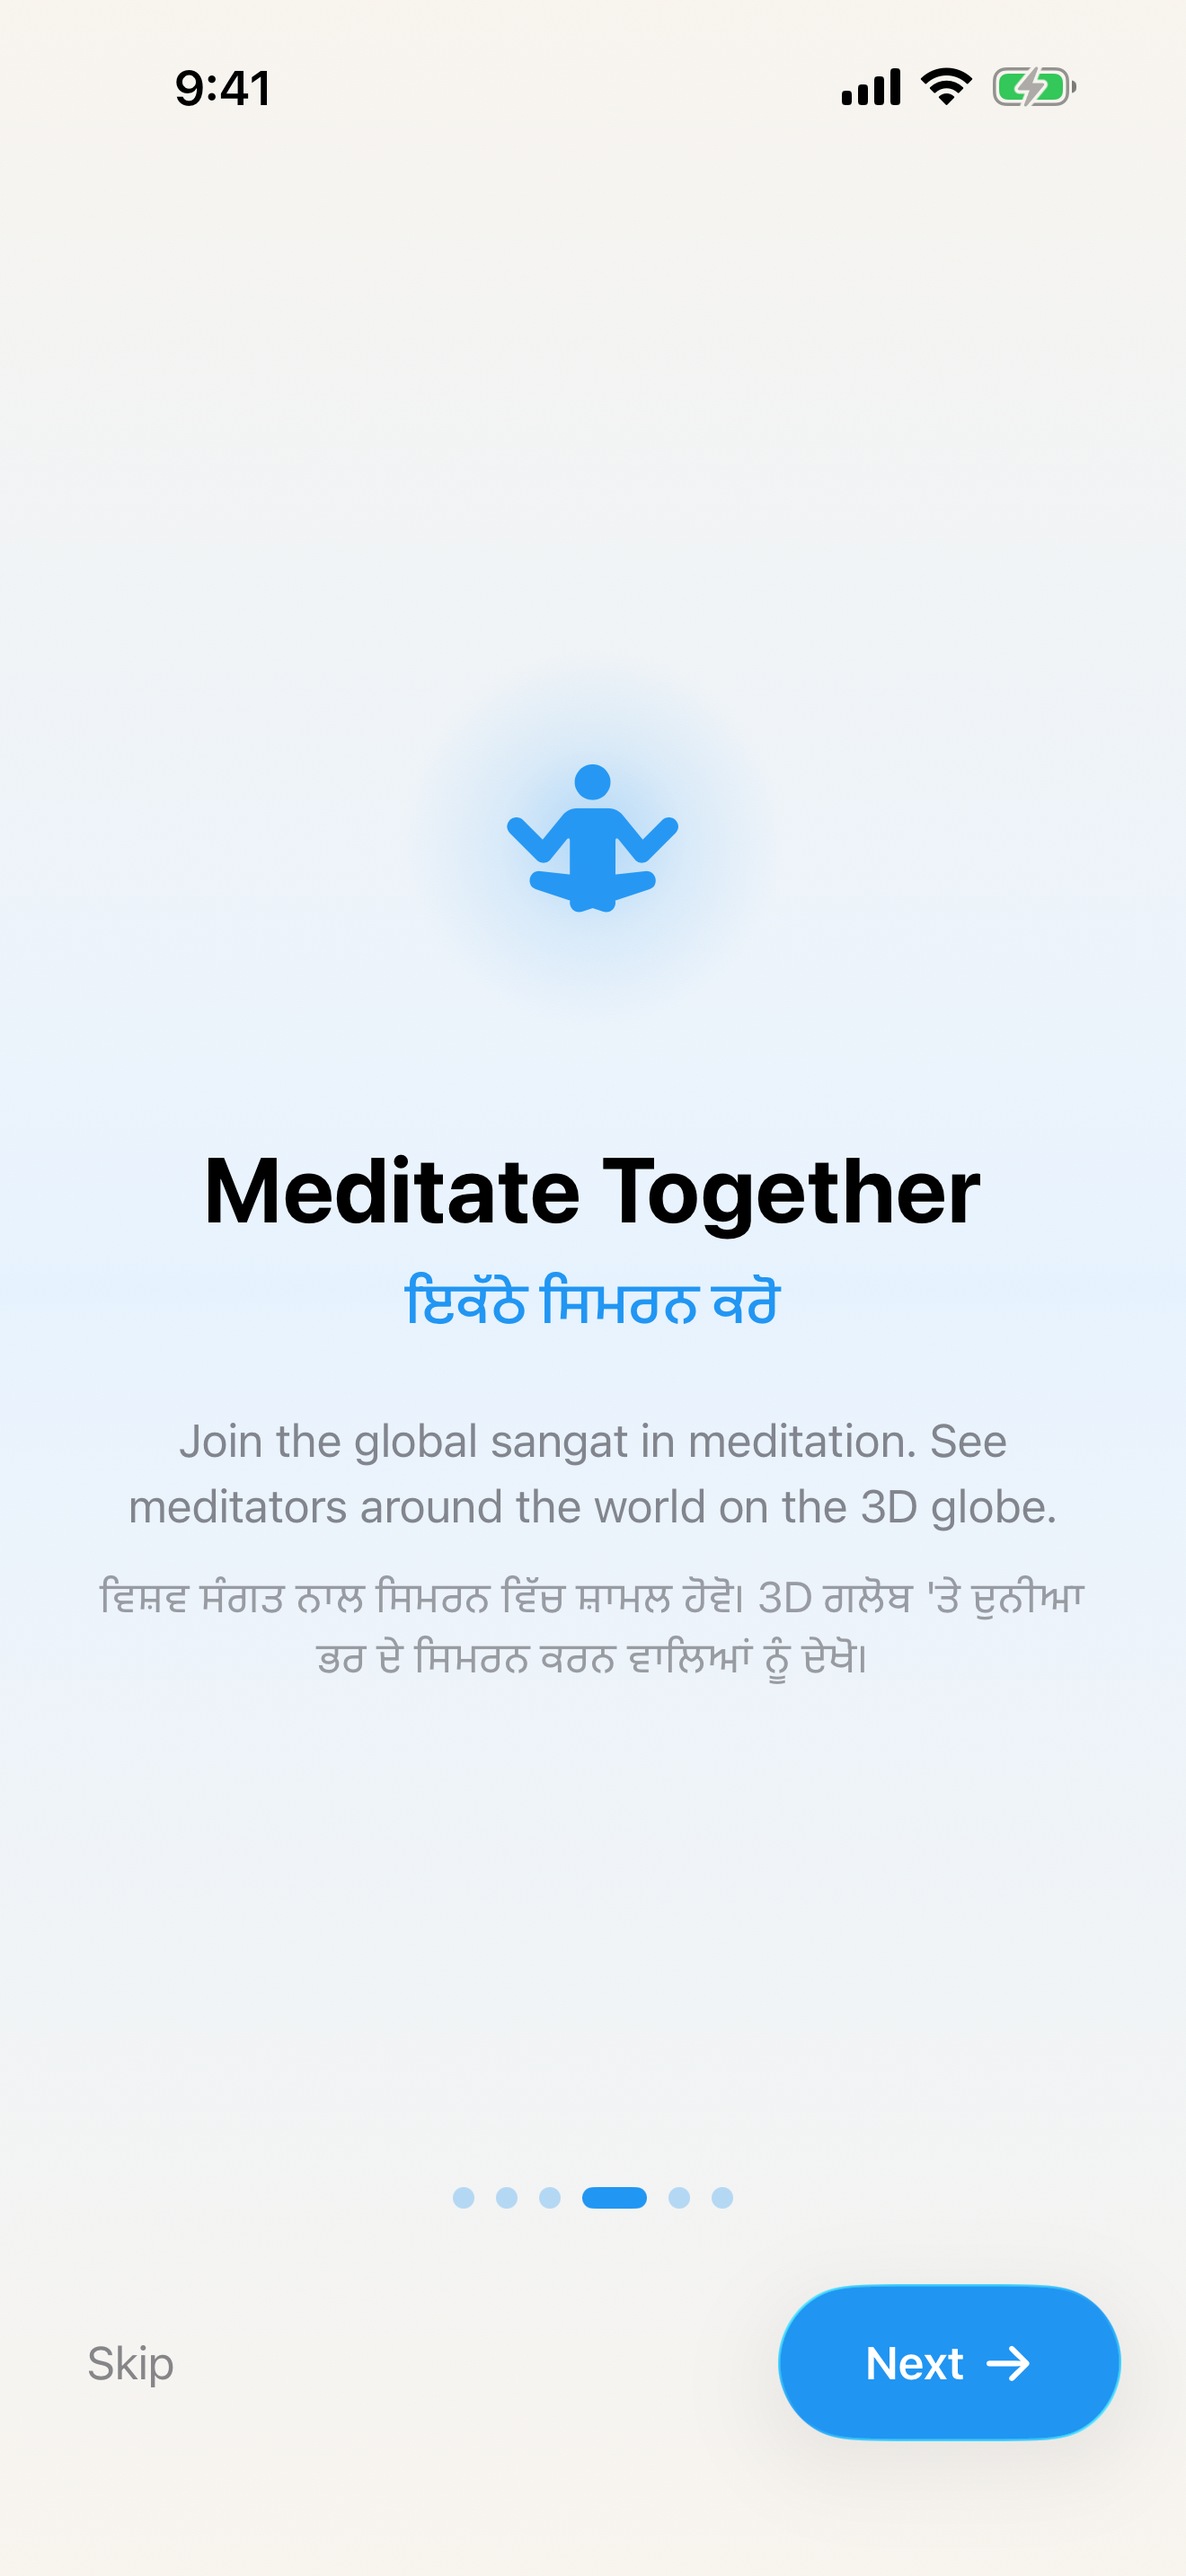 9:41
Meditate Together
ਇਕੱਠੇ ਸਿਮਰਨ ਕਰੋ
Join the global sangat in meditation. See
meditators around the world on the 3D globe.
ਵਿਸ਼ਵ ਸੰਗਤ ਨਾਲ ਸਿਮਰਨ ਵਿੱਚ ਸ਼ਾਮਲ ਹੋਵੋ। 3D ਗਲੋਬ 'ਤੇ ਦੁਨੀਆ
ਭਰ ਦੇ ਸਿਮਰਨ ਕਰਨ ਵਾਲਿਆਂ ਨੂੰ ਦੇਖੋ।
Skip
Next →